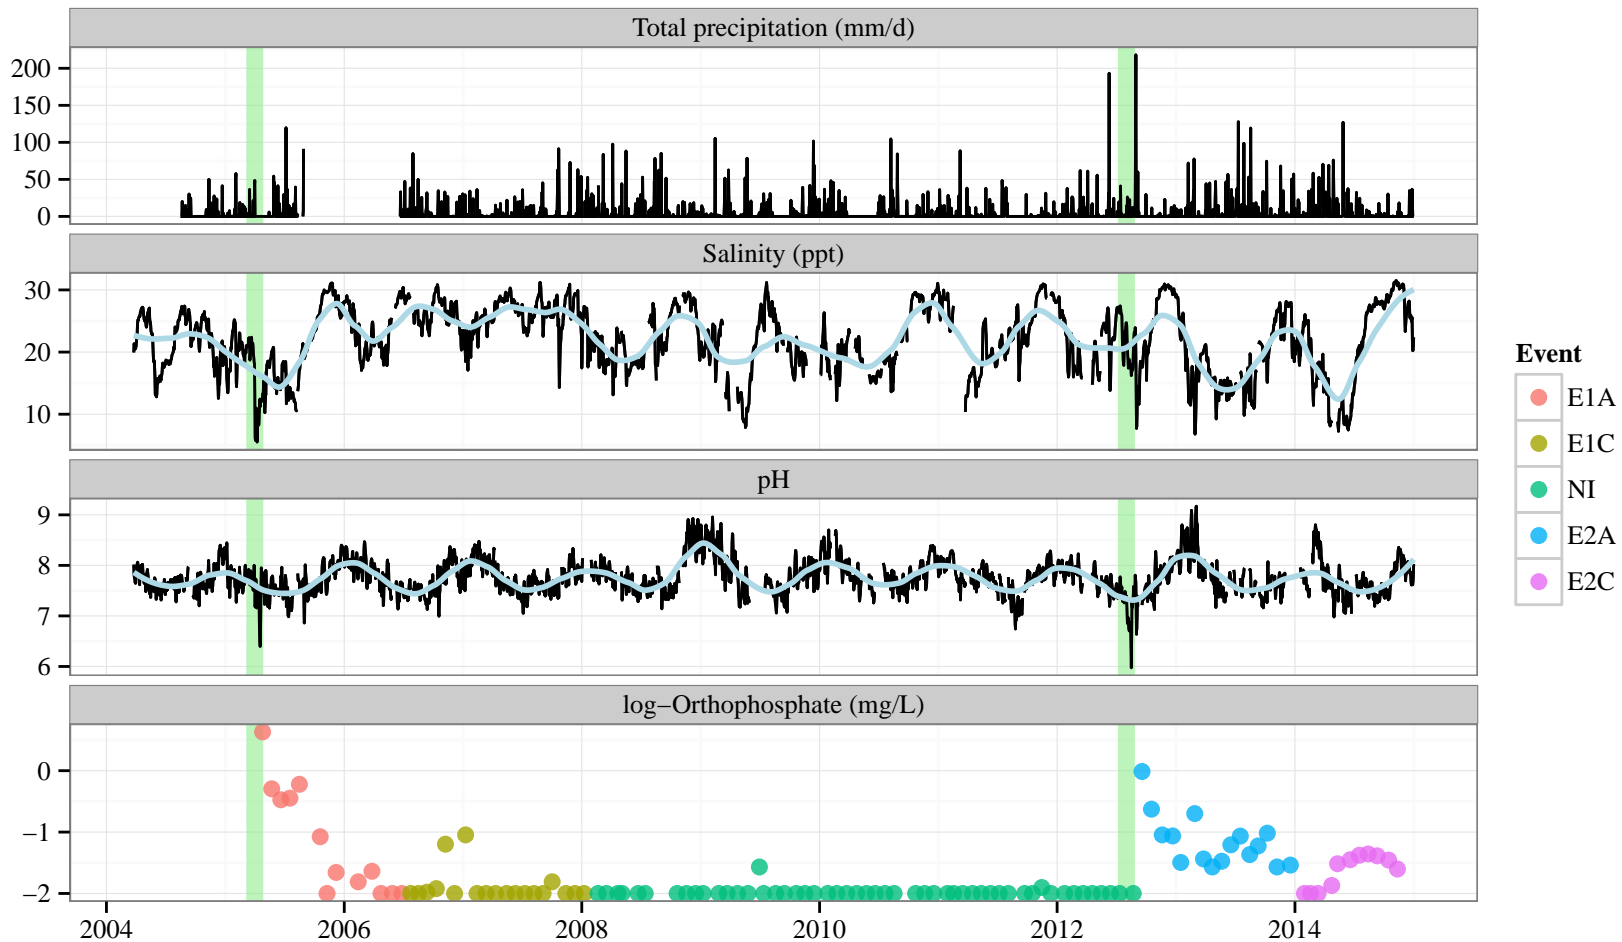 Total precipitation (mm/d)
200
150
100
50
0
Salinity (ppt)
30
20
10
pH
9
8
7
6
log−Orthophosphate (mg/L)
0
−1
−2
2004 2006 2008 2010 2012 2014
Event
E1A
E1C
NI
E2A
E2C